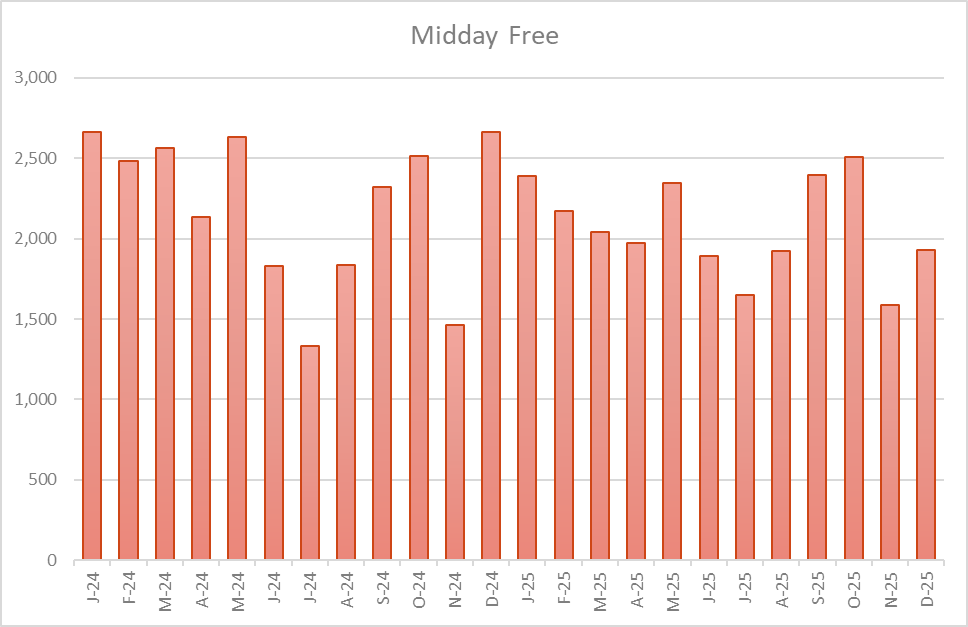 Midday Free
3,000
2,500
2,000
1,500
1,000
500
0
J-24
F-24
M-24
A-24
M-24
J-24
J-24
A-24
S-24
O-24
N-24
D-24
J-25
F-25
M-25
A-25
M-25
J-25
J-25
A-25
S-25
O-25
N-25
D-25